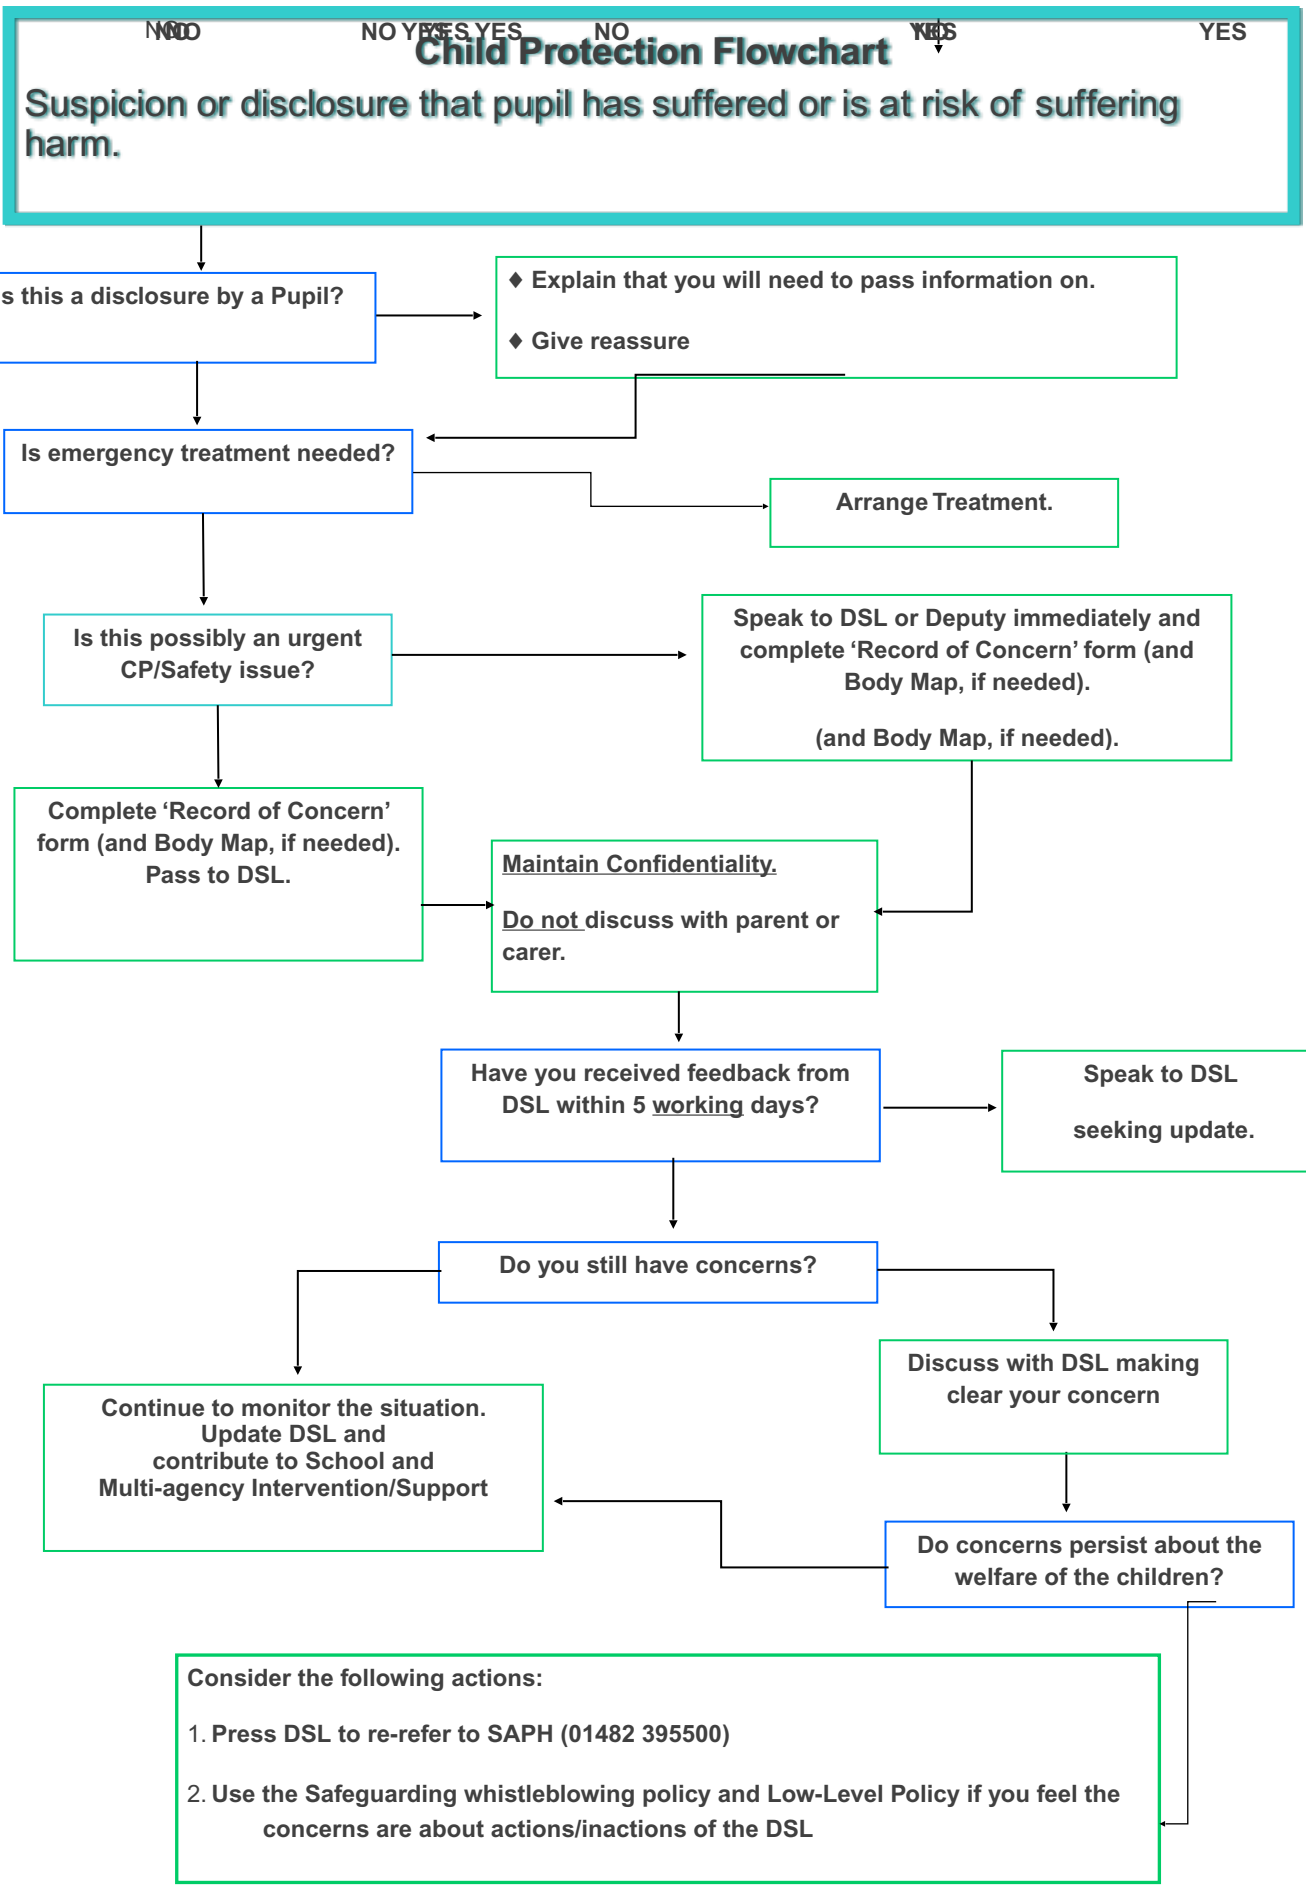 NO NO NO YES YES YES NO YES NO YES
Child Protection Flowchart
Suspicion or disclosure that pupil has suffered or is at risk of suffering
harm.
s this a disclosure by a Pupil?
♦ Explain that you will need to pass information on.
♦ Give reassure
Is emergency treatment needed?
Arrange Treatment.
Is this possibly an urgent
CP/Safety issue?
Speak to DSL or Deputy immediately and
complete ‘Record of Concern’ form (and
Body Map, if needed).
(and Body Map, if needed).
Complete ‘Record of Concern’
form (and Body Map, if needed).
Pass to DSL.
Maintain Confidentiality.
Do not discuss with parent or
carer.
Have you received feedback from
DSL within 5 working days?
Speak to DSL
seeking update.
Do you still have concerns?
Discuss with DSL making
clear your concern
Continue to monitor the situation.
Update DSL and
contribute to School and
Multi-agency Intervention/Support
Do concerns persist about the
welfare of the children?
Consider the following actions:
1. Press DSL to re-refer to SAPH (01482 395500)
2. Use the Safeguarding whistleblowing policy and Low-Level Policy if you feel the
concerns are about actions/inactions of the DSL